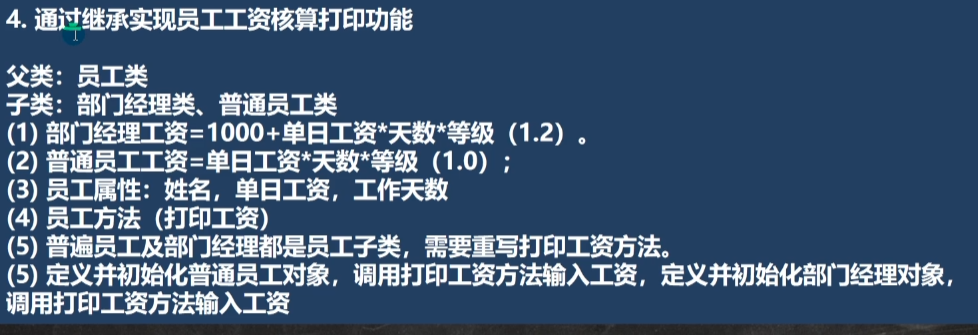 4. 通过继承实现员工工资核算打印功能
父类：员工类
子类：部门经理类、普通员工类
(1) 部门经理工资=1000+单日工资*天数*等级（1.2）。
(2) 普通员工工资=单日工资*天数*等级（1.0）;
(3) 员工属性：姓名，单日工资，工作天数
(4) 员工方法（打印工资）
(5) 普遍员工及部门经理都是员工子类，需要重写打印工资方法。
(5) 定义并初始化普通员工对象，调用打印工资方法输入工资，定义并初始化部门经理对象，
调用打印工资方法输入工资